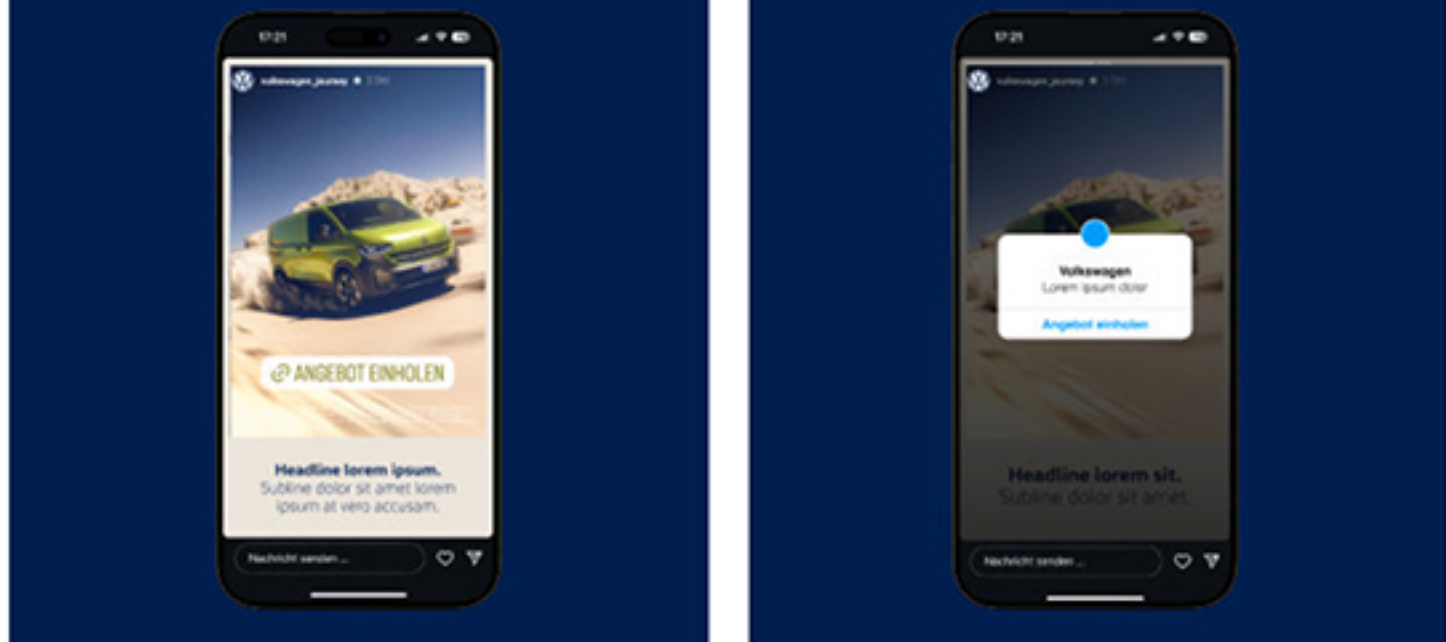 17:21
volkswagen_journey
ANGEBOT EINHOLEN
Headline lorem ipsum.
Subline dolor sit amet lorem
ipsum at vero accusam.
Nachricht senden ...
17:21
volkswagen_journey
Volkswagen
Lorem ipsum dolor
Angebot einholen
Headline lorem sit.
Subline dolor sit amet.
Nachricht senden ...